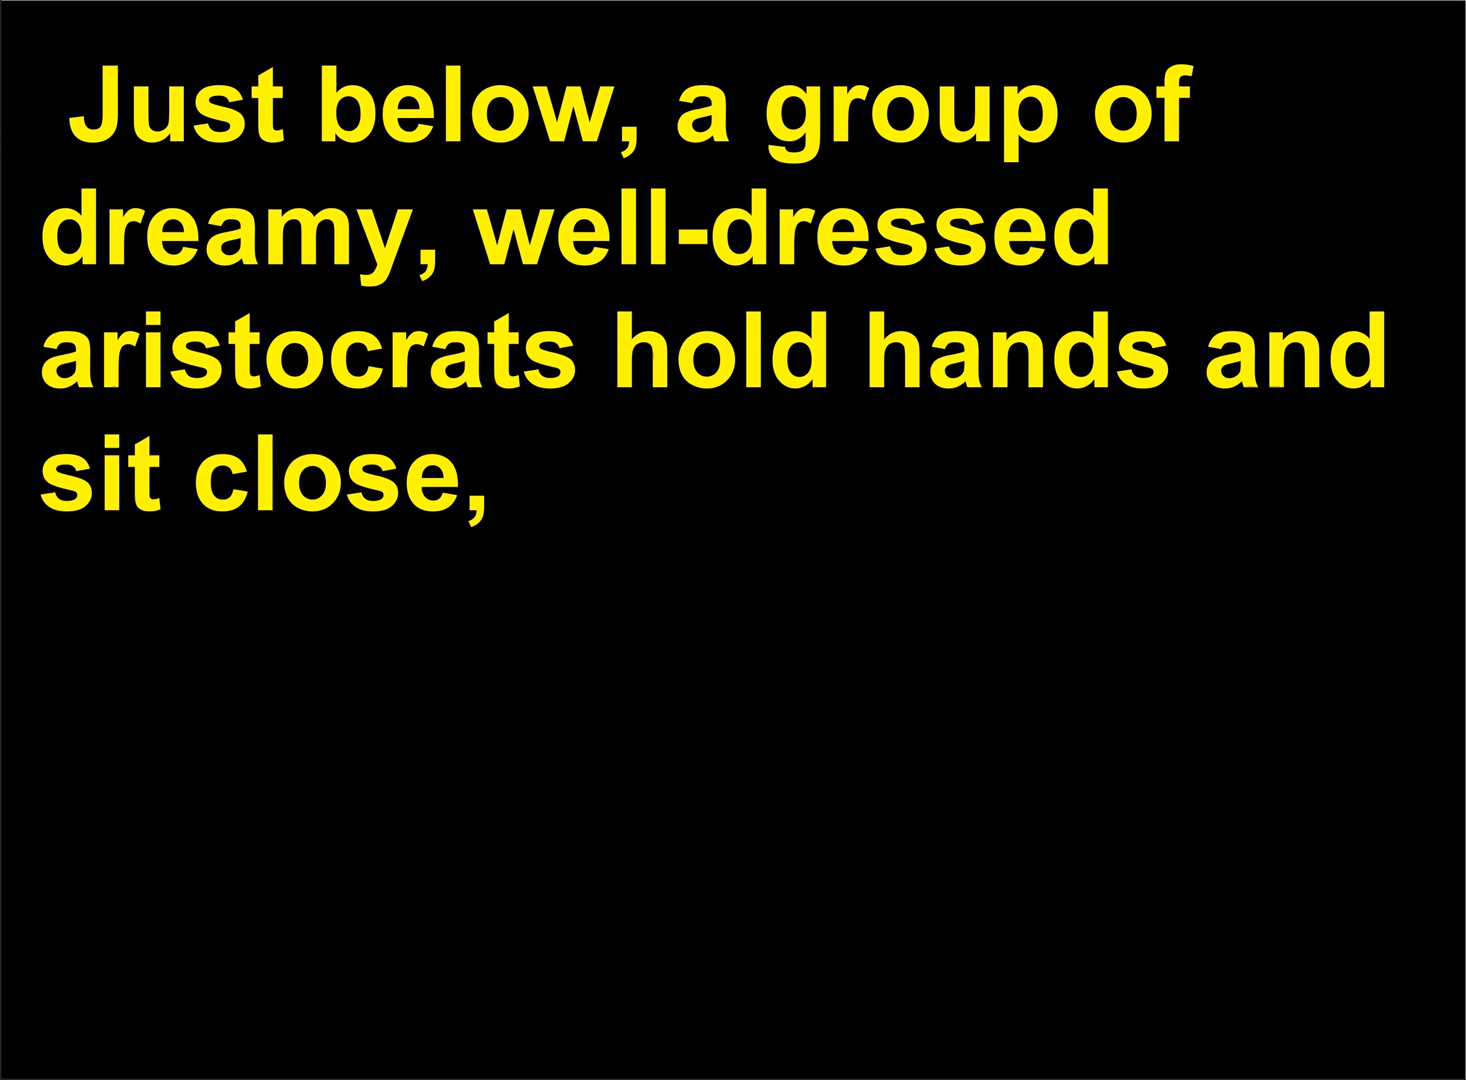 Just below, a group of
dreamy, well-dressed
aristocrats hold hands and
sit close,